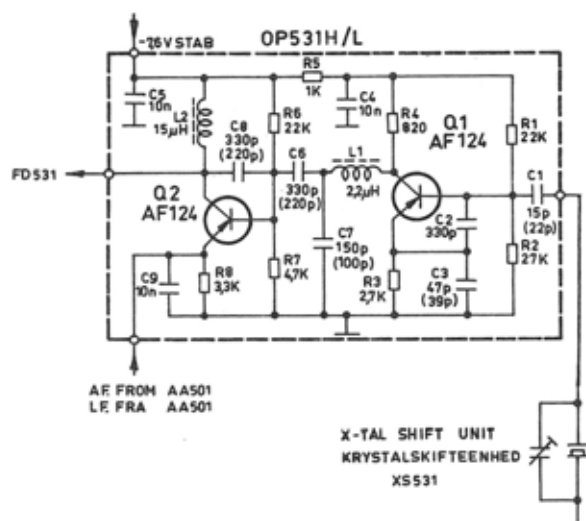 -7,6V STAB
OP531H/L
R5
1K
C5
10n
L2
15µH
C8
330p
(220p)
R6
22K
C4
10n
R4
820
Q1
AF124
R1
22K
FD531
Q2
AF124
C6
330p
(220p)
L1
2,2µH
C1
15p
(22p)
C2
330p
C7
150p
(100p)
C9
10n
R8
3,3K
R7
4,7K
R3
2,7K
C3
47p
(39p)
R2
27K
A.F. FROM AA501
L.F. FRA AA501
X-TAL SHIFT UNIT
KRYSTALSKIFTEENHED
XS531